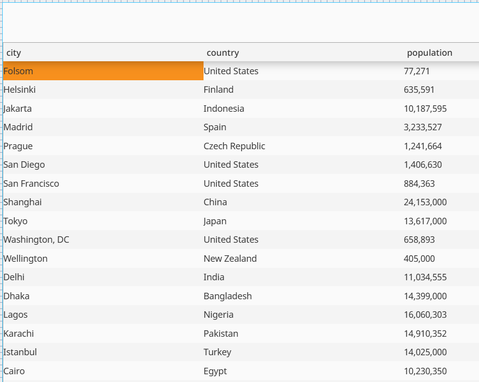 city country population
Folsom United States 77,271
Helsinki Finland 635,591
Jakarta Indonesia 10,187,595
Madrid Spain 3,233,527
Prague Czech Republic 1,241,664
San Diego United States 1,406,630
San Francisco United States 884,363
Shanghai China 24,153,000
Tokyo Japan 13,617,000
Washington, DC United States 658,893
Wellington New Zealand 405,000
Delhi India 11,034,555
Dhaka Bangladesh 14,399,000
Lagos Nigeria 16,060,303
Karachi Pakistan 14,910,352
Istanbul Turkey 14,025,000
Cairo Egypt 10,230,350